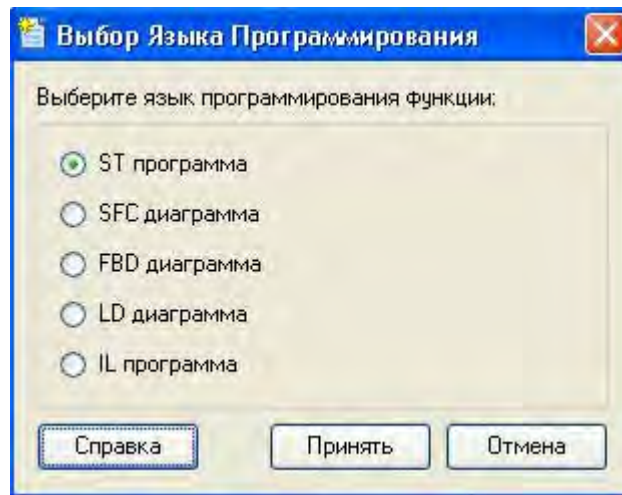 Выбор Языка Программирования
Выберите язык программирования функции:
ST программа
SFC диаграмма
FBD диаграмма
LD диаграмма
IL программа
Справка Принять Отмена